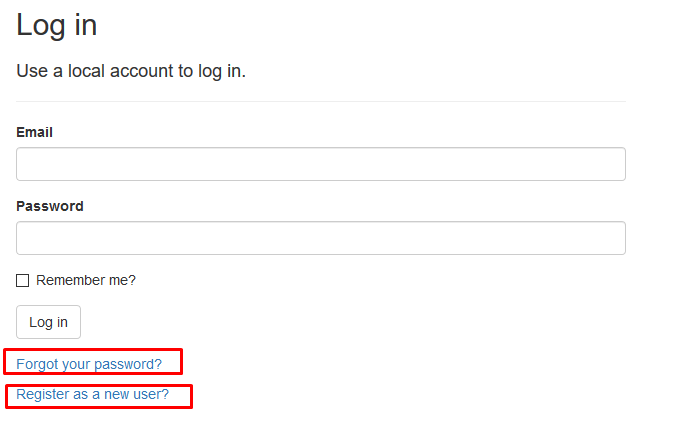 Log in
Use a local account to log in.
Email
Password
Remember me?
Log in
Forgot your password?
Register as a new user?